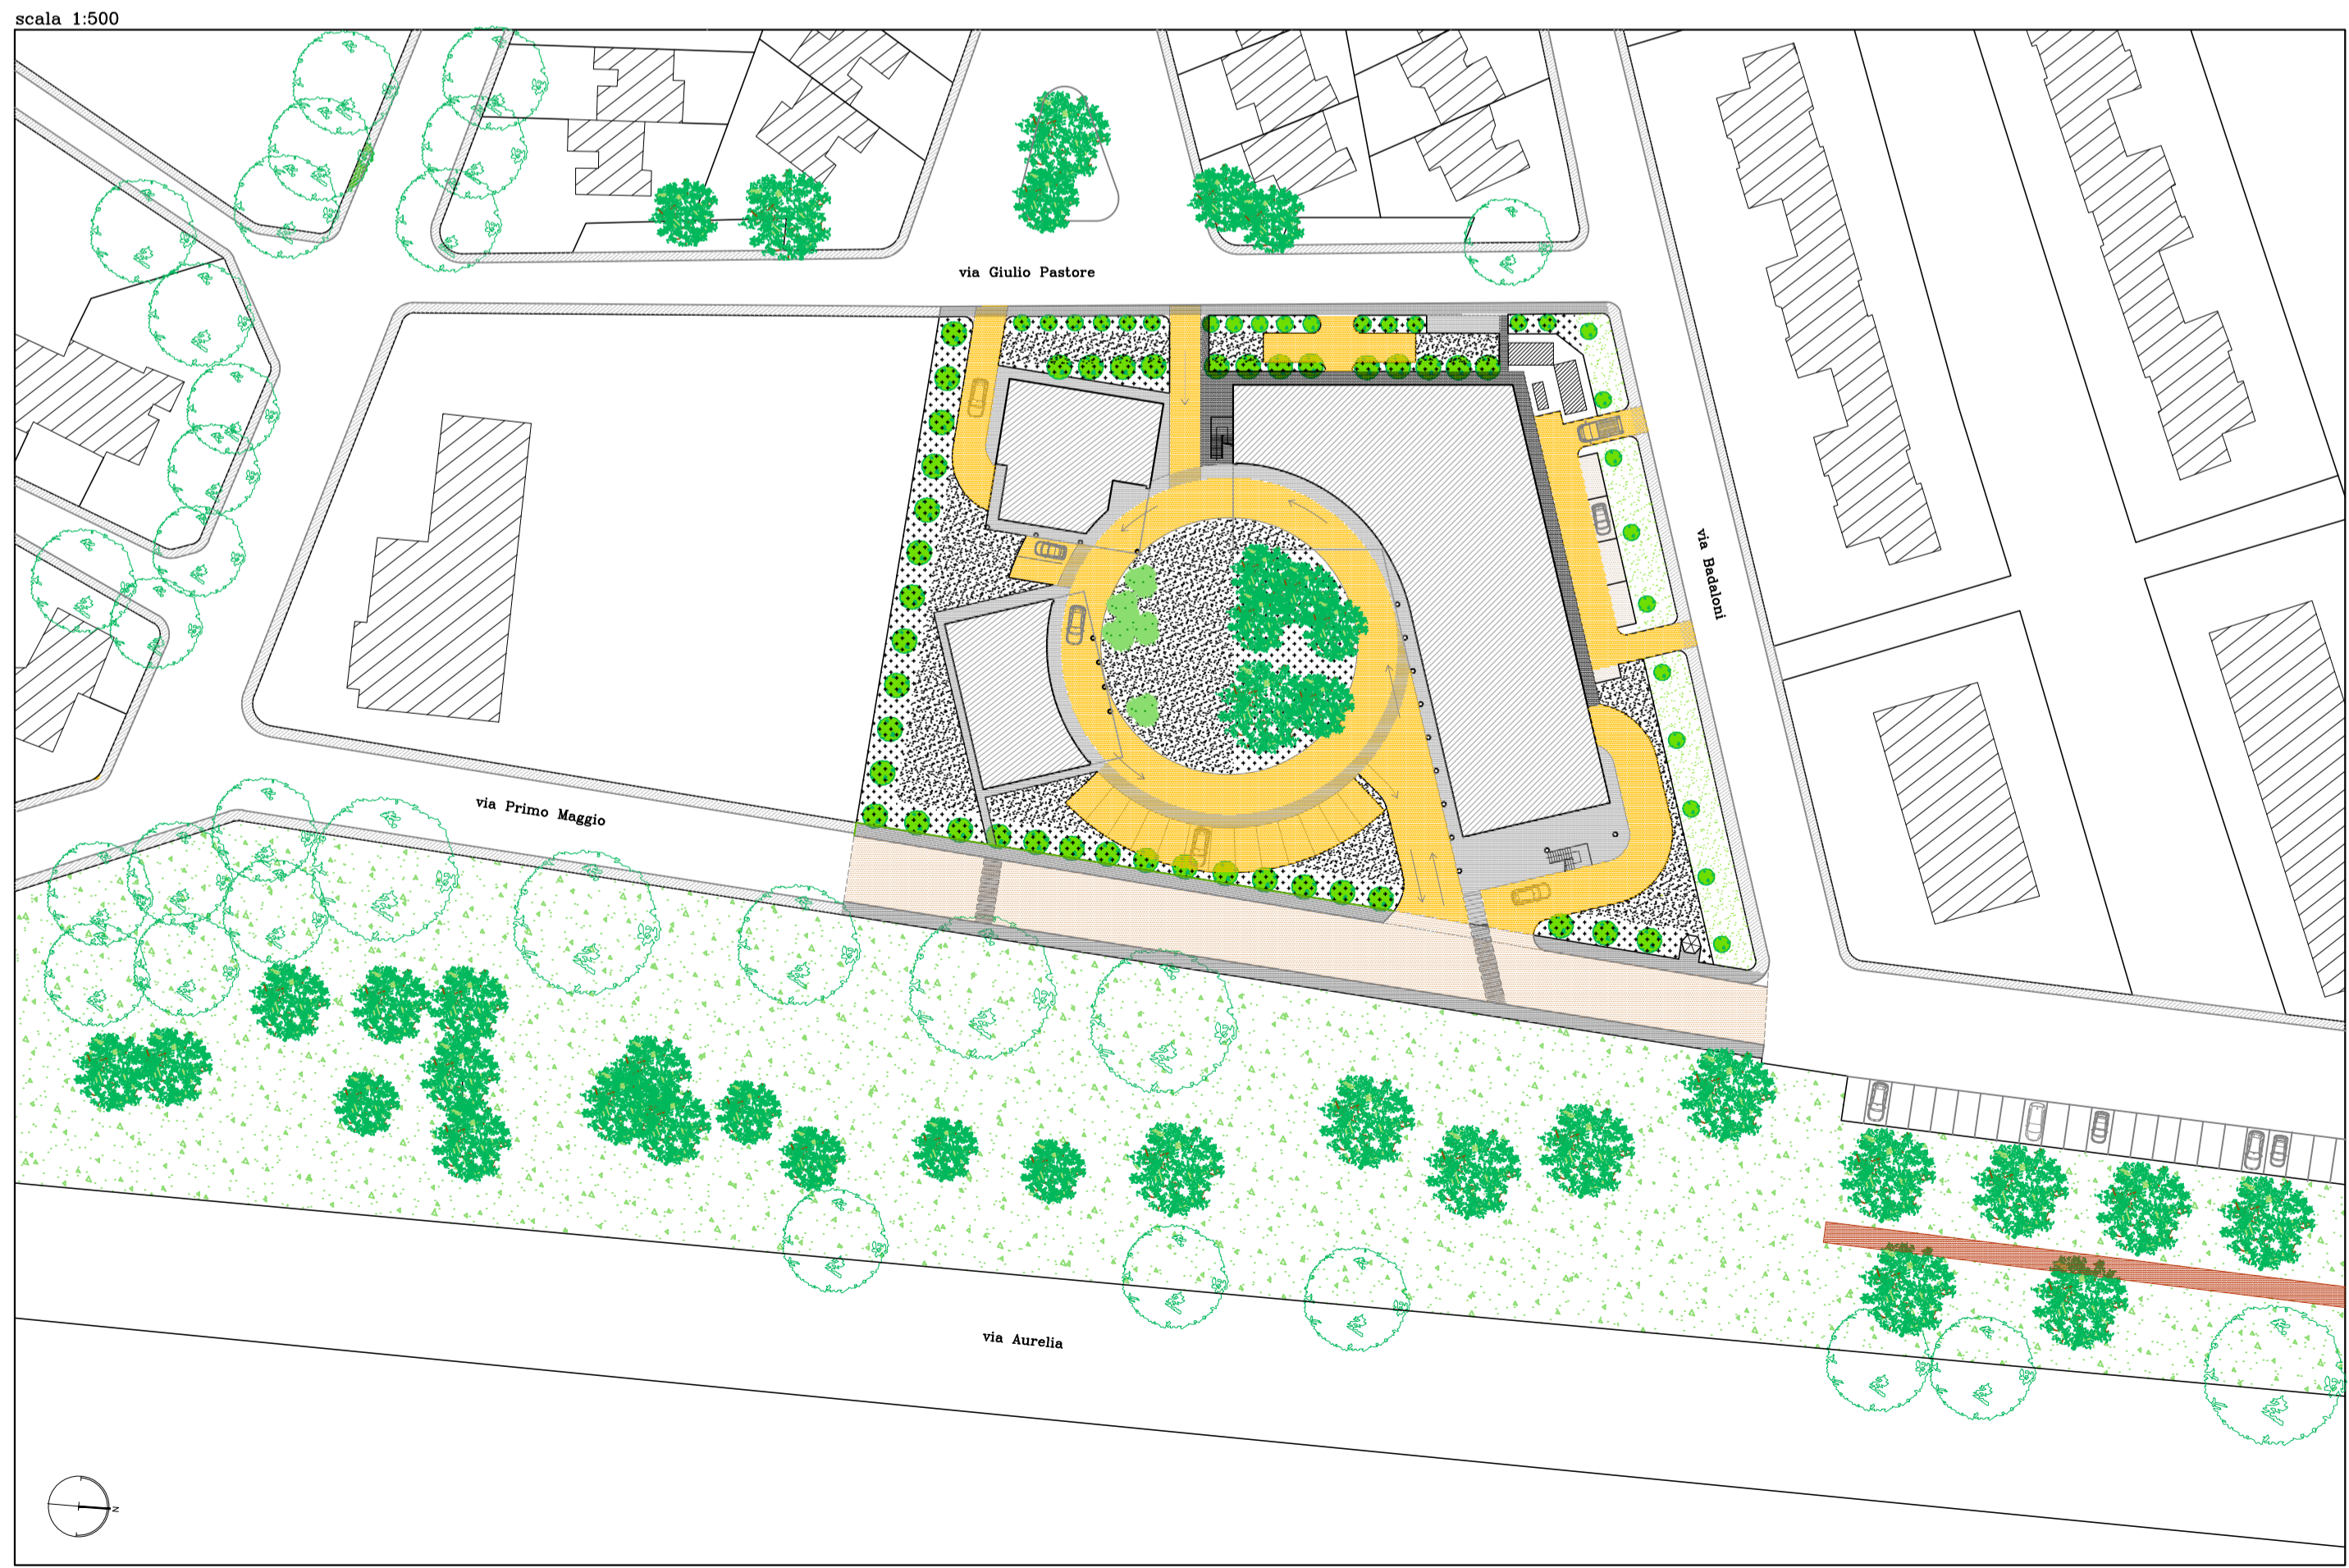 scala 1:500
via Giulio Pastore
via Badaloni
via Primo Maggio
via Aurelia
N